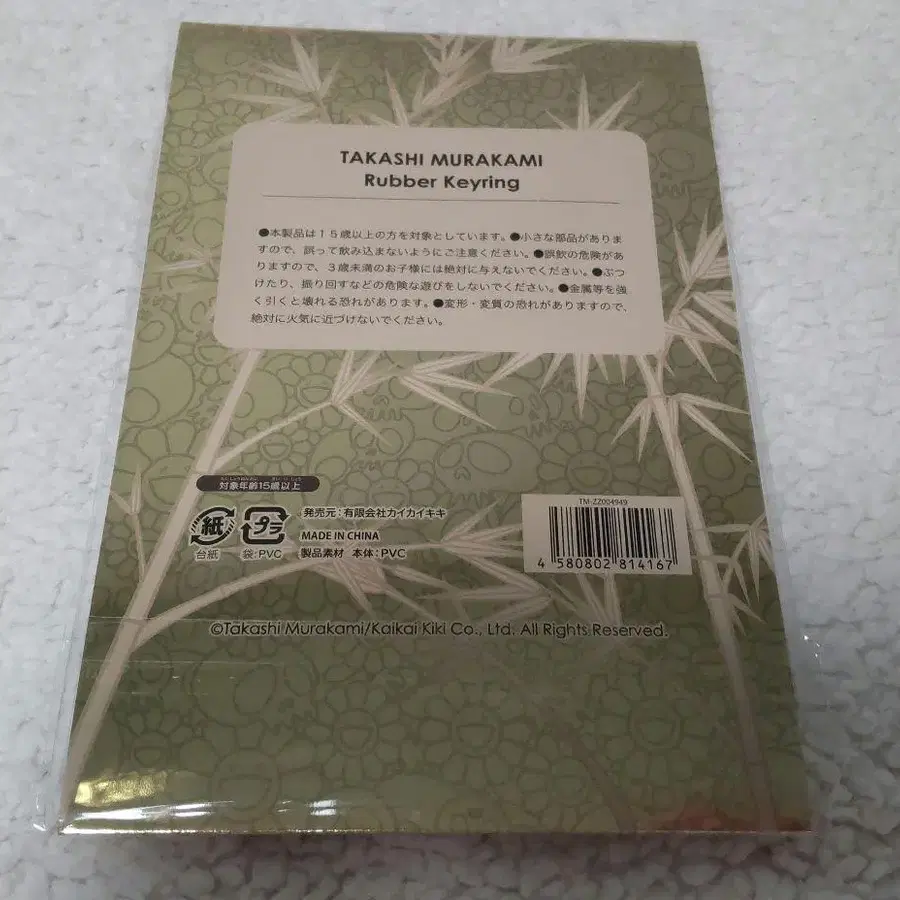 TAKASHI MURAKAMI
Rubber Keyring
●本製品は15歳以上の方を対象としています。●小さな部品がありま
すので、誤って飲み込まないようにご注意ください。●誤飲の危険があ
りますので、3歳未満のお子様には絶対に与えないでください。●ぶつ
けたり、振り回すなどの危険な遊びをしないでください。●金属等を強
く引くと壊れる恐れがあります。●変形・変質の恐れがありますので、
絶対に火気に近づけないでください。
対象年齢15歳以上
紙
台紙
プラ
袋:PVC
発売元:有限会社カイカイキキ
MADE IN CHINA
製品素材 本体:PVC
TM-ZZ004949
4 580802 814167
©Takashi Murakami/Kaikai Kiki Co., Ltd. All Rights Reserved.